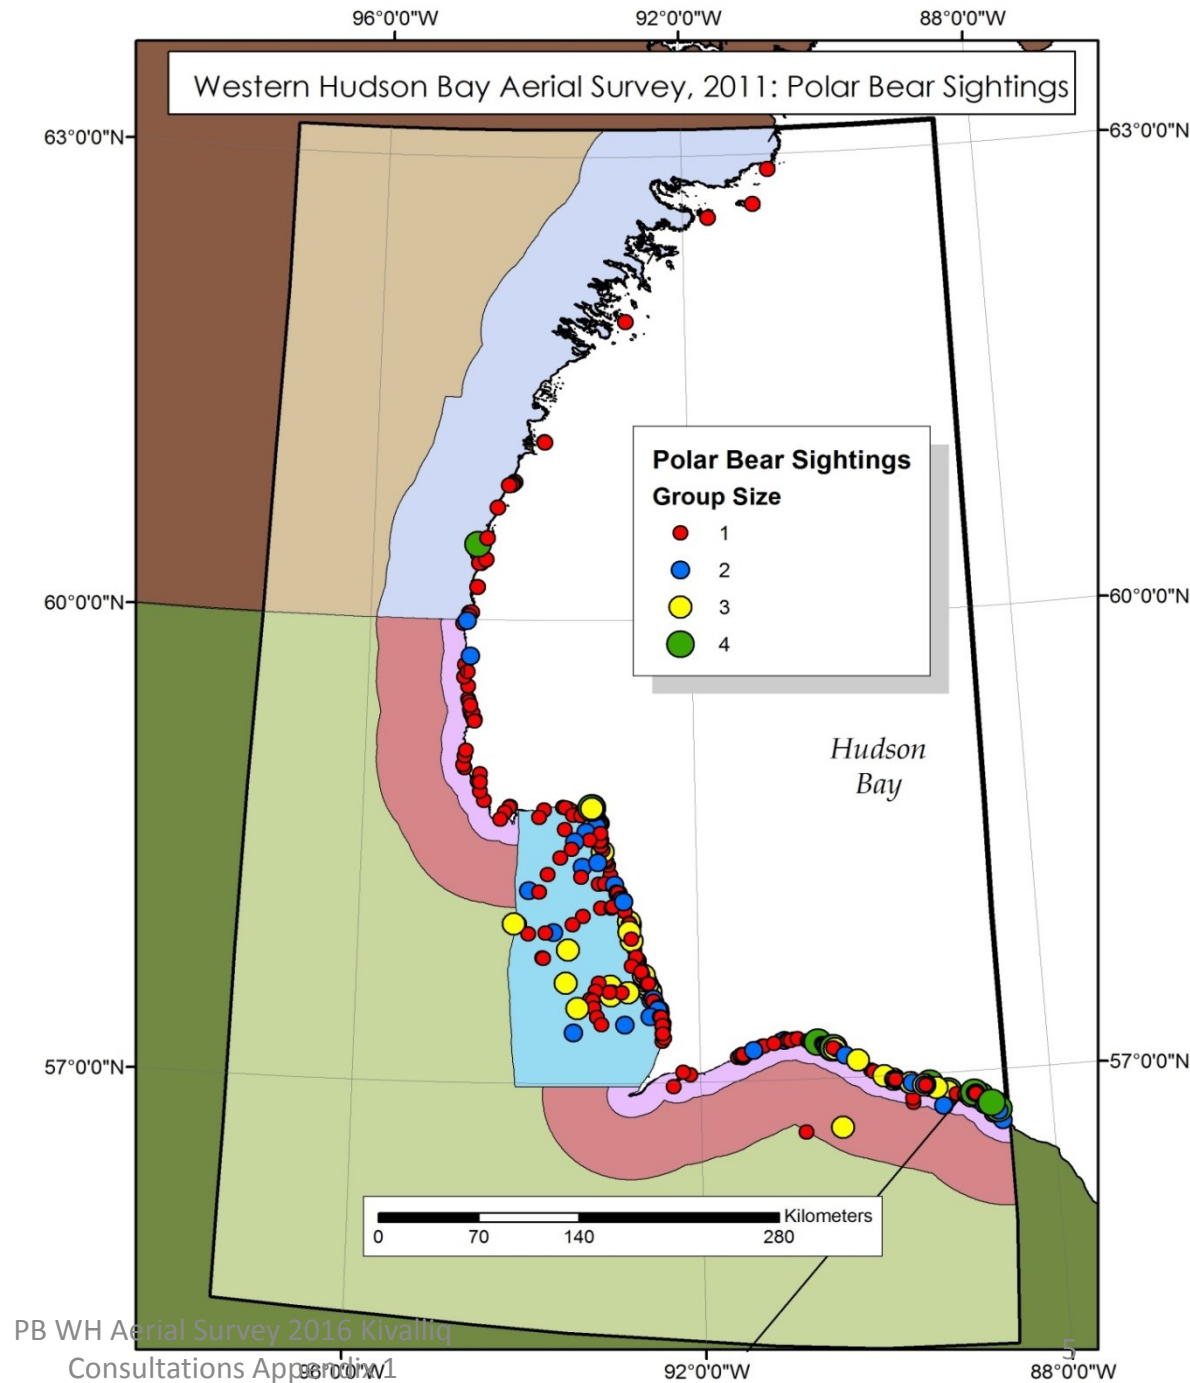 96°0'0"W 92°0'0"W 88°0'0"W
Western Hudson Bay Aerial Survey, 2011: Polar Bear Sightings
63°0'0"N 63°0'0"N
Polar Bear Sightings
Group Size
1
2
3
4
60°0'0"N 60°0'0"N
Hudson
Bay
57°0'0"N 57°0'0"N
Kilometers
0 70 140 280
PB WH Aerial Survey 2016 Kivalliq
Consultations Appendix 1
5
96°0'0"W 92°0'0"W 88°0'0"W